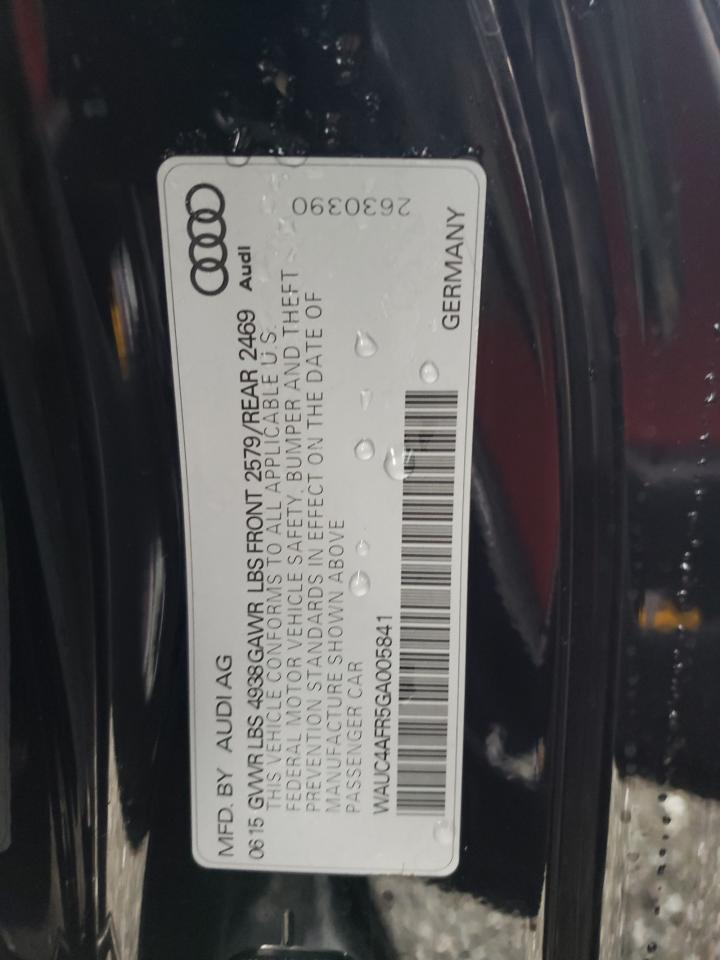 MFD. BY AUDI AG
0615 GVWR LBS 4938 GAWR LBS FRONT 2579/REAR 2469
THIS VEHICLE CONFORMS TO ALL APPLICABLE U.S.
FEDERAL MOTOR VEHICLE SAFETY, BUMPER AND THEFT
PREVENTION STANDARDS IN EFFECT ON THE DATE OF
MANUFACTURE SHOWN ABOVE
PASSENGER CAR
WAUC4AFR5GA005841
Audi
2630390
GERMANY